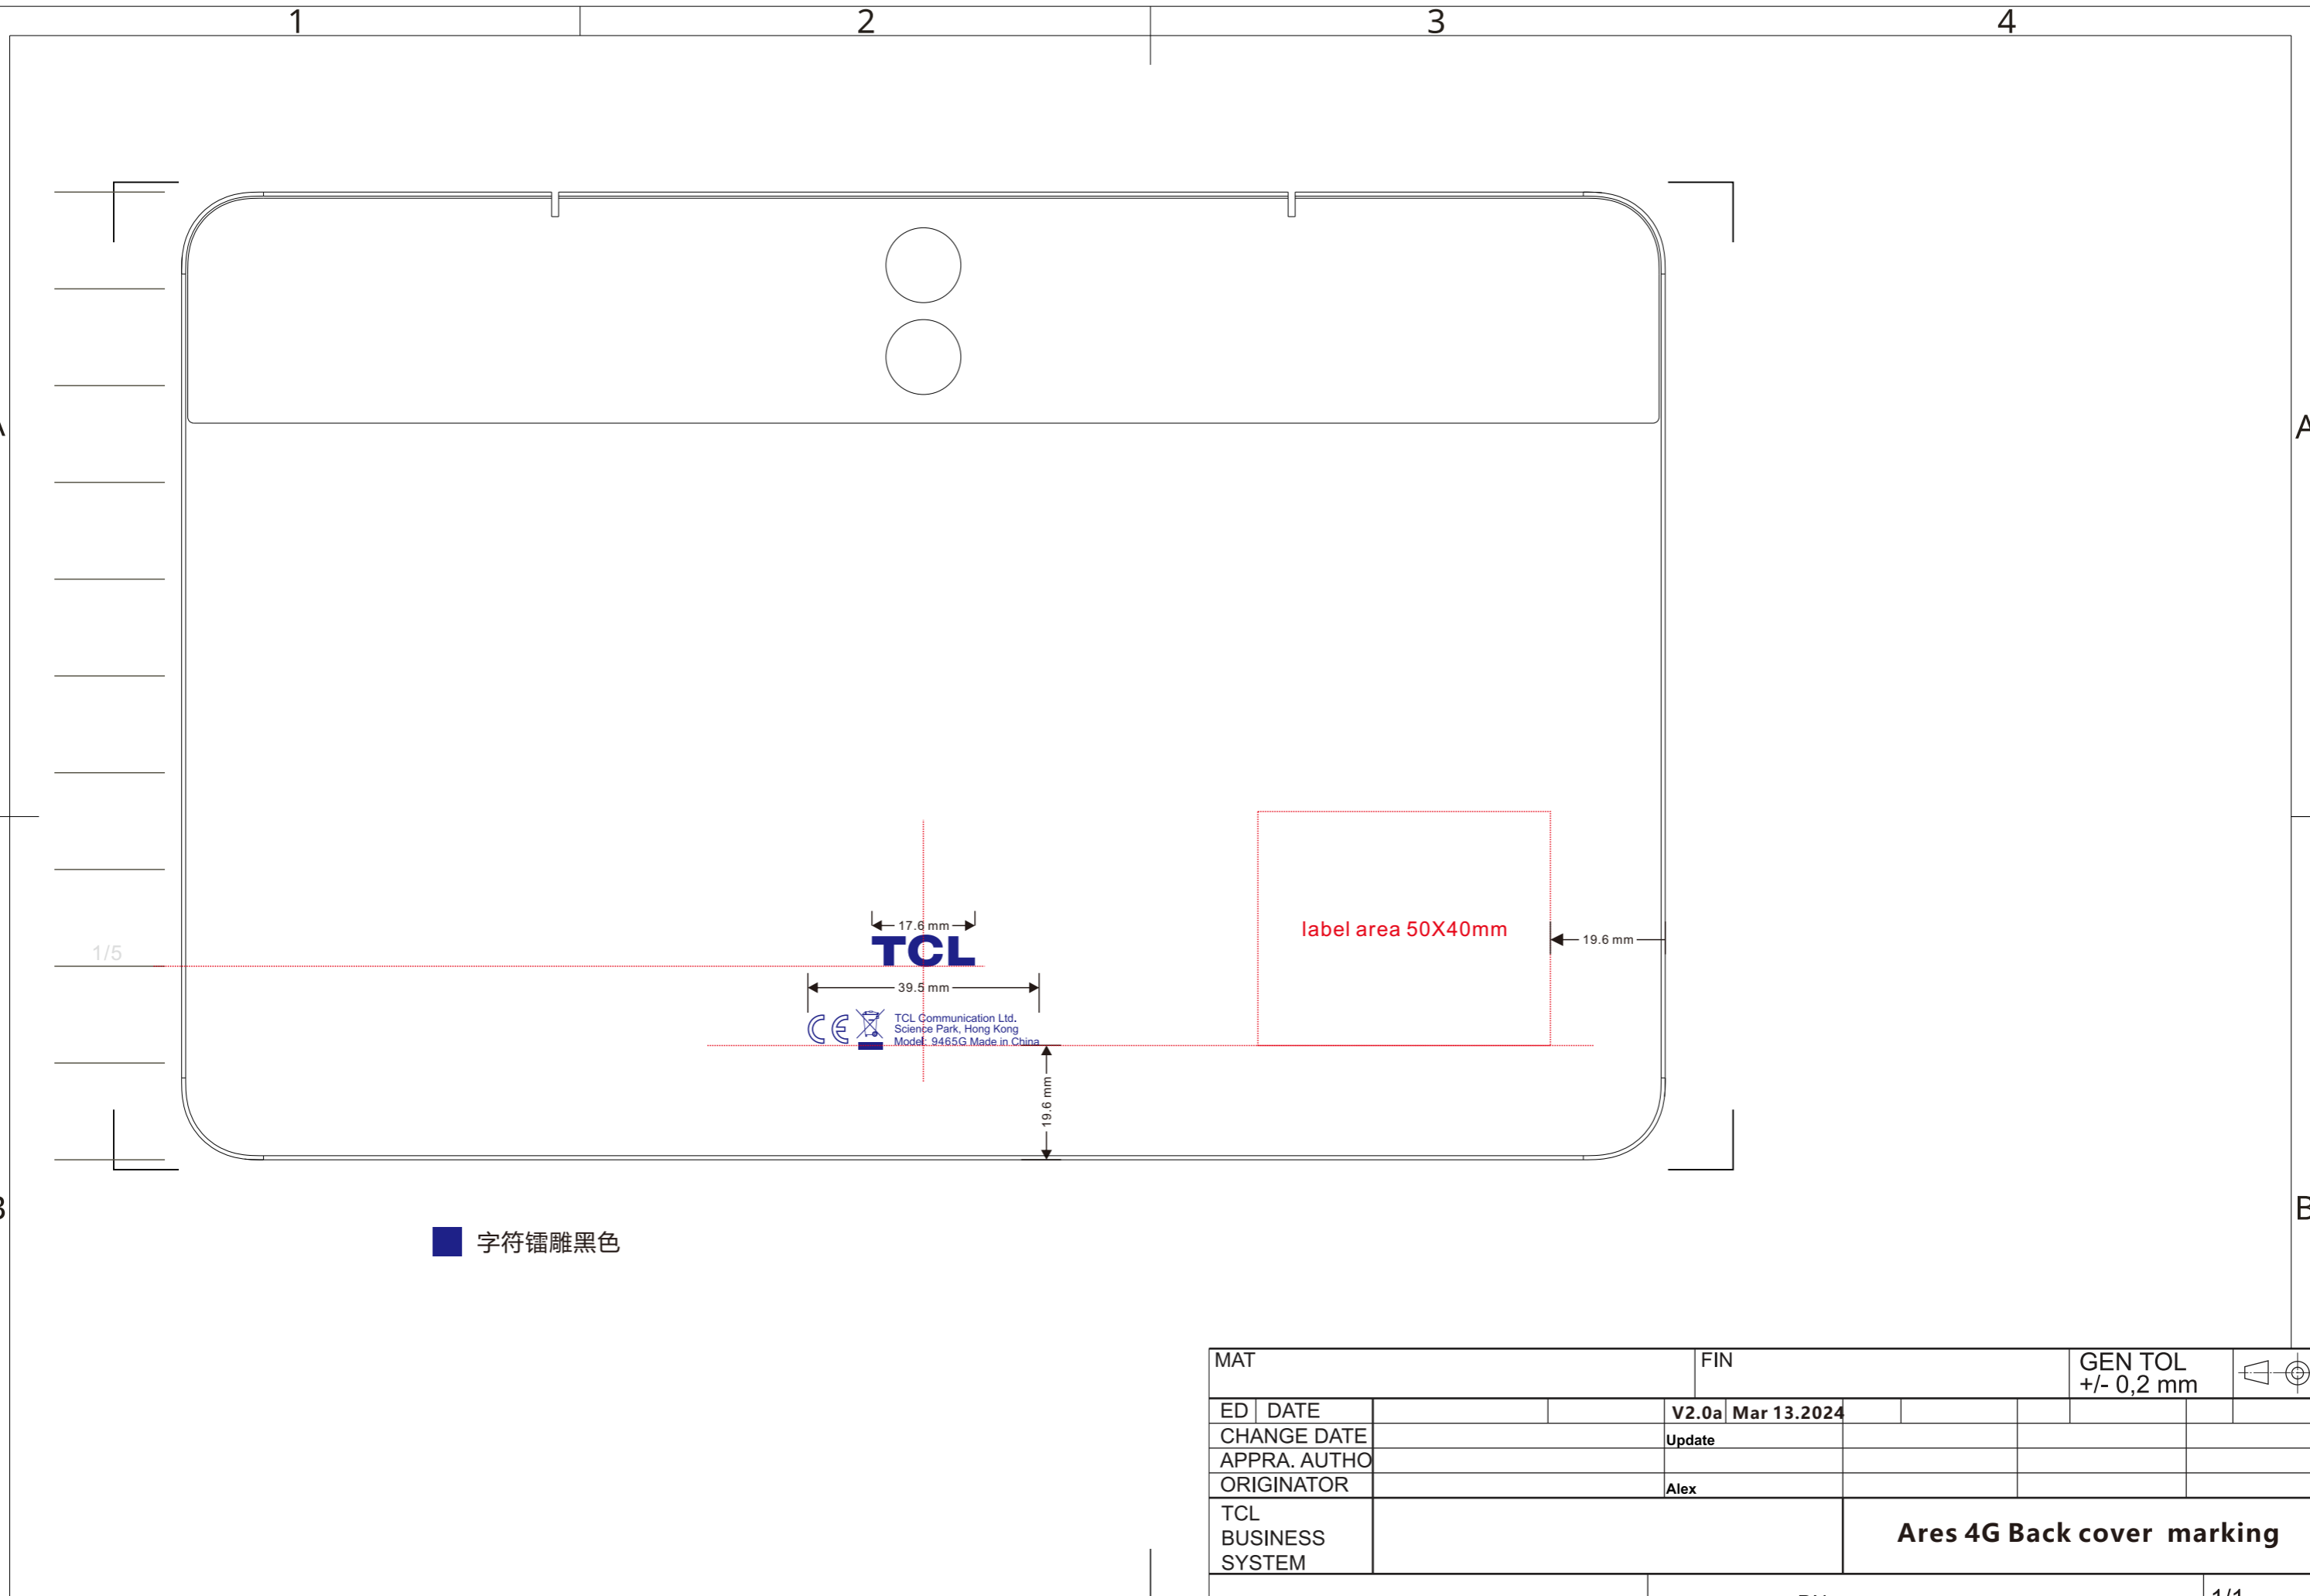 1 2 3 4
A A
17.6 mm
TCL
label area 50X40mm
19.6 mm
1/5
39.5 mm
CE
TCL Communication Ltd.
Science Park, Hong Kong
Model: 9465G Made in China
19.6 mm
B
字符镭雕黑色
MAT FIN GEN TOL
+/- 0,2 mm
ED DATE V2.0a Mar 13.2024
CHANGE DATE Update
APPRA. AUTHO
ORIGINATOR Alex
TCL
BUSINESS
SYSTEM
Ares 4G Back cover marking
1/1